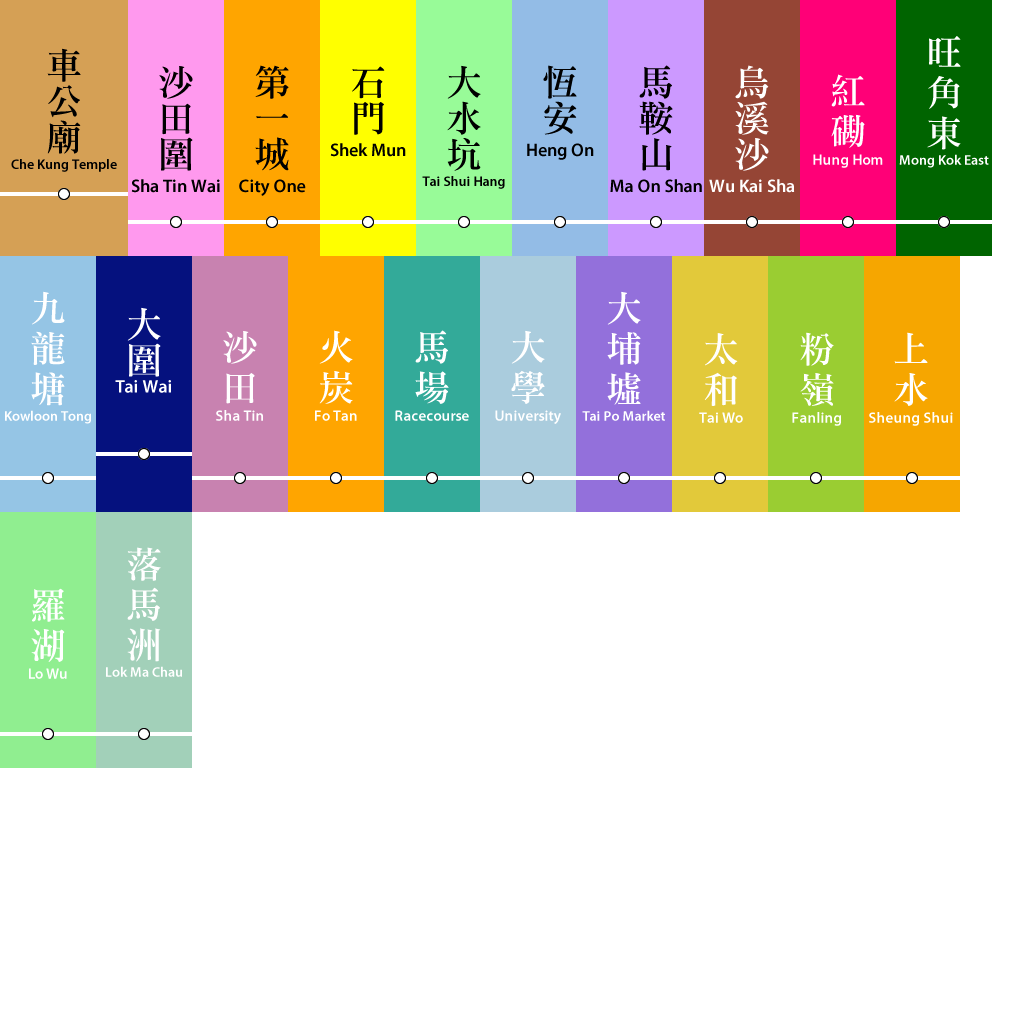 車公廟
Che Kung Temple
沙田圍
Sha Tin Wai
第一城
City One
石門
Shek Mun
大水坑
Tai Shui Hang
恆安
Heng On
馬鞍山
Ma On Shan
烏溪沙
Wu Kai Sha
紅磡
Hung Hom
旺角東
Mong Kok East
九龍塘
Kowloon Tong
大圍
Tai Wai
沙田
Sha Tin
火炭
Fo Tan
馬場
Racecourse
大學
University
大埔墟
Tai Po Market
太和
Tai Wo
粉嶺
Fanling
上水
Sheung Shui
羅湖
Lo Wu
落馬洲
Lok Ma Chau